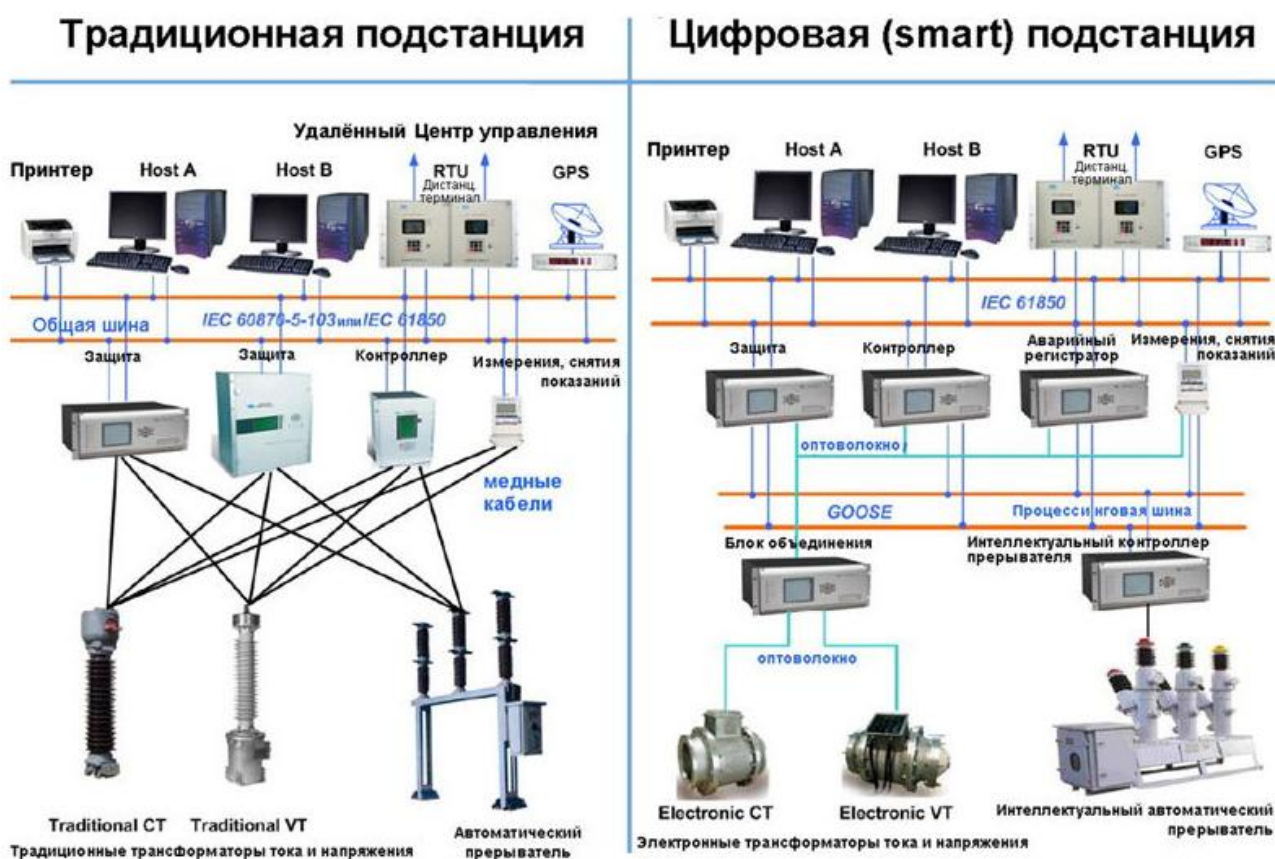 Традиционная подстанция
Удалённый Центр управления
Принтер
Host A
Host B
RTU
Дистанц.
терминал
GPS
Общая шина
IEC 60870-5-103 или IEC 61850
Защита
Защита
Контроллер
Измерения, снятия
показаний
медные
кабели
Traditional CT
Traditional VT
Традиционные трансформаторы тока и напряжения
Автоматический
прерыватель
Цифровая (smart) подстанция
Принтер
Host A
Host B
RTU
Дистанц.
терминал
GPS
IEC 61850
Защита
Контроллер
Аварийный
регистратор
Измерения, снятия
показаний
оптоволокно
GOOSE
Процессинговая шина
Блок объединения
Интеллектуальный контроллер
прерывателя
оптоволокно
Electronic CT
Electronic VT
Электронные трансформаторы тока и напряжения
Интеллектуальный автоматический
прерыватель